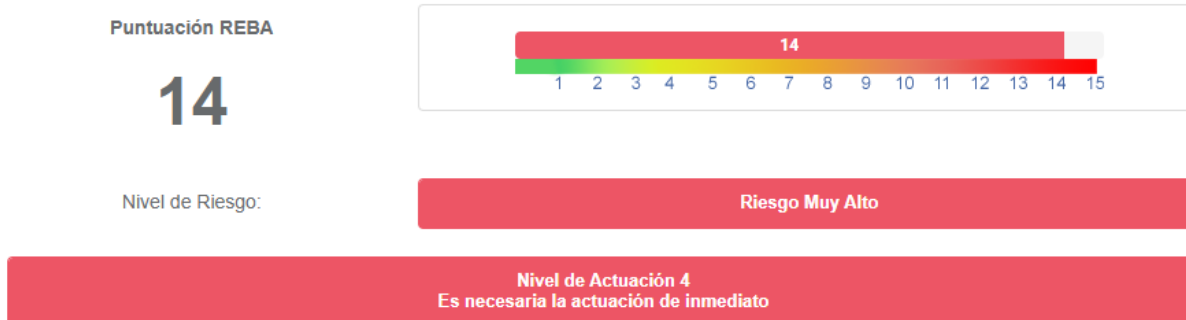 Puntuación REBA
14
14
1 2 3 4 5 6 7 8 9 10 11 12 13 14 15
Nivel de Riesgo:
Riesgo Muy Alto
Nivel de Actuación 4
Es necesaria la actuación de inmediato